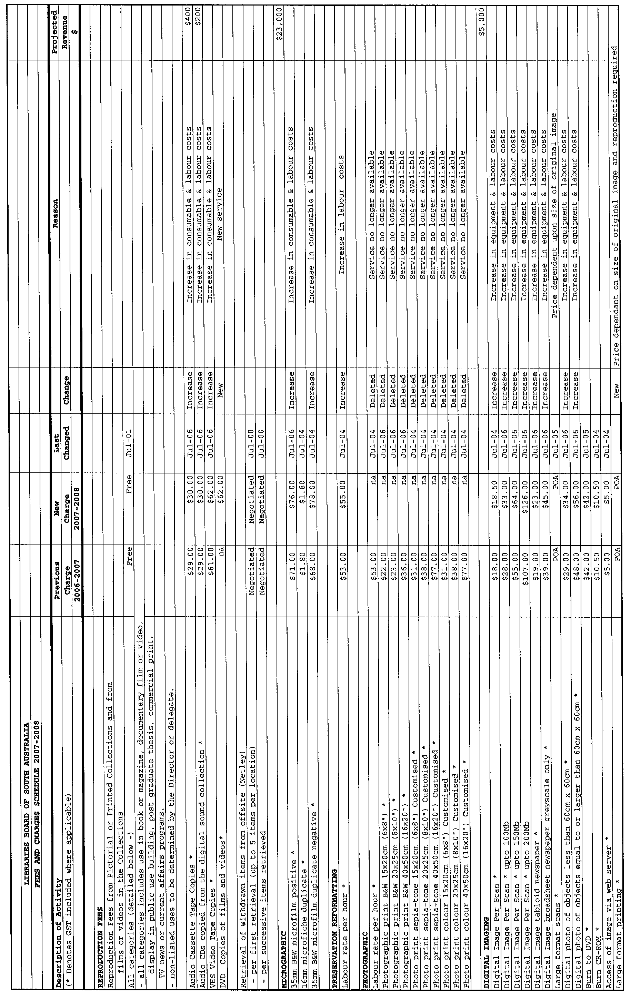 LIBRARIES BOARD OF SOUTH AUSTRALIA
FEES AND CHARGES SCHEDULE 2007-2008
Description of Activity Previous New Last Change Reason Projected
(* Denotes GST included where applicable) Charge Charge Changed Revenue
2006-2007 2007-2008 $
REPRODUCTION FEES
Reproduction Fees from Pictorial or Printed Collections and from
films or videos in the Collections
All categories (detailed below -) Free Free Jul-01
- all categories includes use in book or magazine, documentary film or video,
display in public use building, post graduate thesis, commercial print,
TV news or current affairs programs.
- non-listed uses to be determined by the Director or delegate.
Audio Cassette Tape Copies * $29.00 $30.00 Jul-06 Increase Increase in consumable & labour costs $400
Audio CDs copied from the digital sound collection * $29.00 $30.00 Jul-06 Increase Increase in consumable & labour costs $200
VHS Video Tape Copies * $61.00 $62.00 Jul-06 Increase Increase in consumable & labour costs
DVD Copies of films and videos* na $62.00 New New service
Retrieval of withdrawn items from offsite (Netley)
- per first retrieval (up to 5 items per location) Negotiated Negotiated Jul-00
- per successive items retrieved Negotiated Negotiated Jul-00
MICROGRAPHIC $23,000
35mm B&W microfilm positive * $71.00 $76.00 Jul-06 Increase Increase in consumable & labour costs
16mm microfiche duplicate * $1.80 $1.80 Jul-04
35mm B&W microfilm duplicate negative * $68.00 $78.00 Jul-04 Increase Increase in consumable & labour costs
PRESERVATION REFORMATTING
Labour rate per hour * $53.00 $55.00 Jul-04 Increase Increase in labour costs
PHOTOGRAPHIC
Labour rate per hour * $53.00 na Jul-04 Deleted Service no longer available
Photographic print B&W 15x20cm (6x8") * $22.00 na Jul-06 Deleted Service no longer available
Photographic print B&W 20x25cm (8x10") * $23.00 na Jul-06 Deleted Service no longer available
Photographic print B&W 40x50cm (16x20") * $36.00 na Jul-06 Deleted Service no longer available
Photo print sepia-tone 15x20cm (6x8") Customised * $31.00 na Jul-04 Deleted Service no longer available
Photo print sepia-tone 20x25cm (8x10") Customised * $38.00 na Jul-04 Deleted Service no longer available
Photo print sepia-tone 40x50cm (16x20") Customised * $77.00 na Jul-04 Deleted Service no longer available
Photo print colour 15x20cm (6x8") Customised * $31.00 na Jul-04 Deleted Service no longer available
Photo print colour 20x25cm (8x10") Customised * $38.00 na Jul-04 Deleted Service no longer available
Photo print colour 40x50cm (16x20") Customised * $77.00 na Jul-04 Deleted Service no longer available
DIGITAL IMAGING $5,000
Digital Image Per Scan * $18.00 $18.50 Jul-04 Increase Increase in equipment & labour costs
Digital Image Per Scan * upto 100Mb $28.00 $33.00 Jul-06 Increase Increase in equipment & labour costs
Digital Image Per Scan * upto 150Mb $55.00 $64.00 Jul-06 Increase Increase in equipment & labour costs
Digital Image Per Scan * upto 200Mb $107.00 $126.00 Jul-06 Increase Increase in equipment & labour costs
Digital Image tabloid newspaper * $19.00 $23.00 Jul-06 Increase Increase in equipment & labour costs
Digital Image broadsheet newspaper greyscale only * $39.00 $45.00 Jul-06 Increase Increase in equipment & labour costs
Large format scans * POA POA Jul-05 Price dependent upon size of original image
Digital photo of objects less than 60cm x 60cm * $29.00 $34.00 Jul-06 Increase Increase in equipment & labour costs
Digital photo of objects equal to or larger than 60cm x 60cm * $48.00 $56.00 Jul-06 Increase Increase in equipment & labour costs
Burn to DVD * $42.00 $42.00 Jul-05
Burn CR-ROM * $10.50 $10.50 Jul-04
Access of image via web server * $5.00 $5.00 Jul-04
Large format printing * POA POA New Price dependant on size of original image and reproduction required